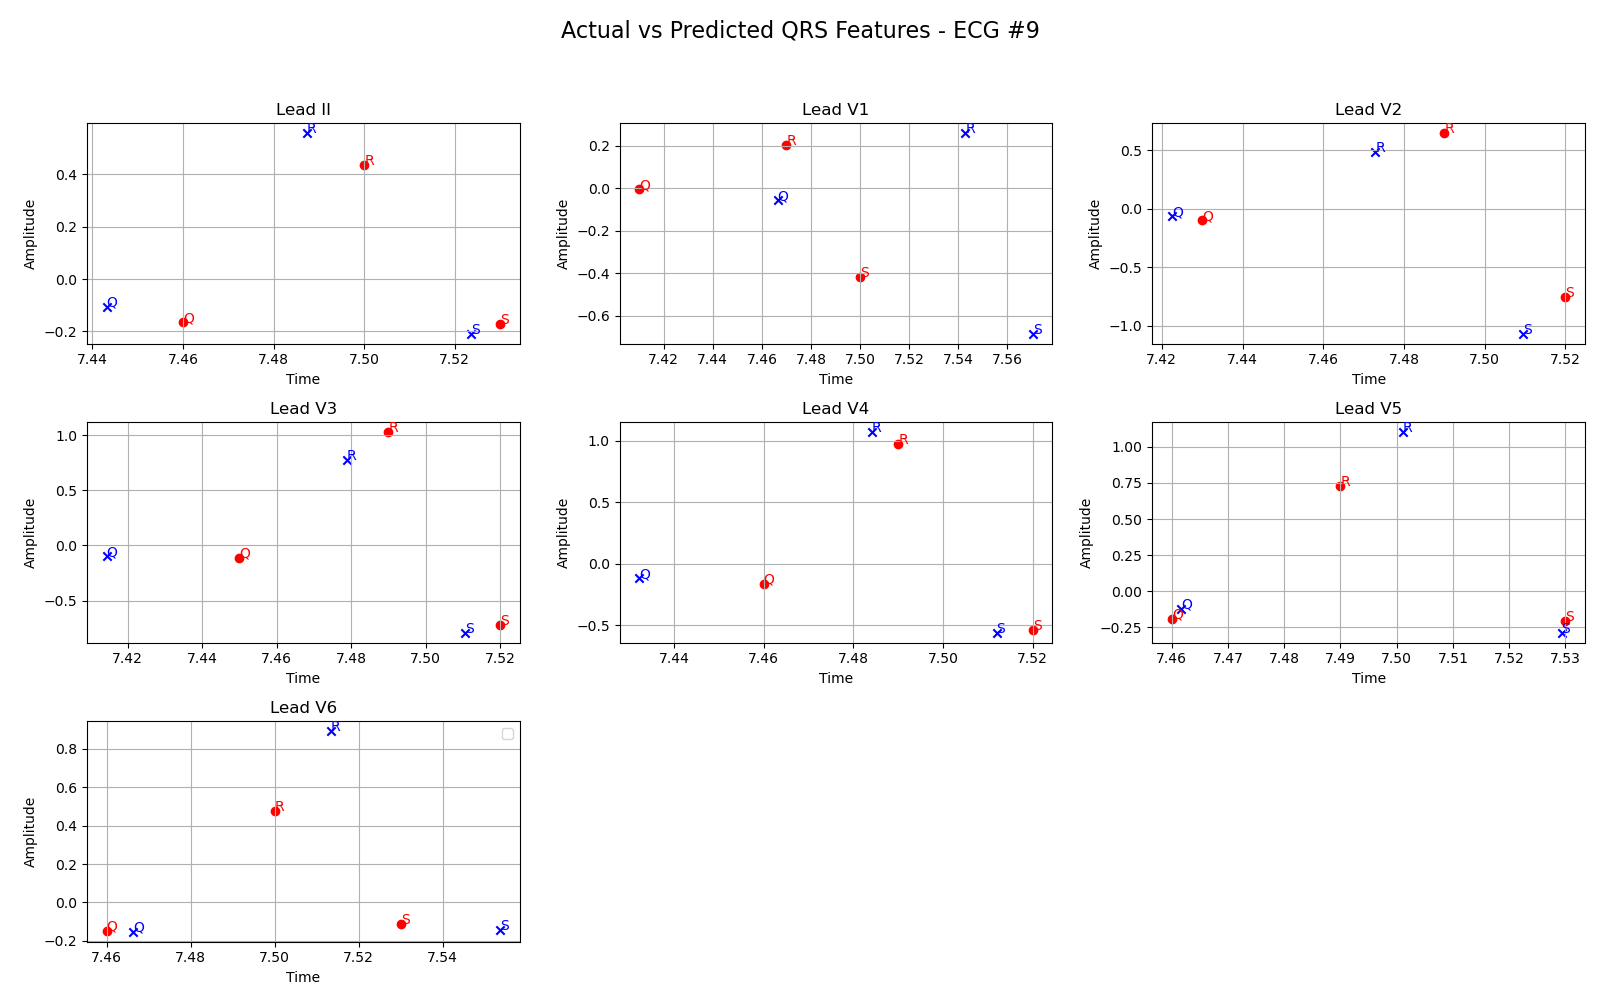 Actual vs Predicted QRS Features - ECG #9
Lead II
Amplitude
0.4
0.2
0.0
−0.2
R
R
Q
Q
S
S
7.44 7.46 7.48 7.50 7.52
Time
Lead V1
Amplitude
0.2
0.0
−0.2
−0.4
−0.6
R
R
Q
Q
S
S
7.42 7.44 7.46 7.48 7.50 7.52 7.54 7.56
Time
Lead V2
Amplitude
0.5
0.0
−0.5
−1.0
R
R
Q
Q
S
S
7.42 7.44 7.46 7.48 7.50 7.52
Time
Lead V3
Amplitude
1.0
0.5
0.0
−0.5
R
R
Q
Q
S
S
7.42 7.44 7.46 7.48 7.50 7.52
Time
Lead V4
Amplitude
1.0
0.5
0.0
−0.5
R
R
Q
Q
S
S
7.44 7.46 7.48 7.50 7.52
Time
Lead V5
Amplitude
1.00
0.75
0.50
0.25
0.00
−0.25
R
R
Q
Q
S
S
7.46 7.47 7.48 7.49 7.50 7.51 7.52 7.53
Time
Lead V6
Amplitude
0.8
0.6
0.4
0.2
0.0
−0.2
R
R
Q
Q
S
S
7.46 7.48 7.50 7.52 7.54
Time